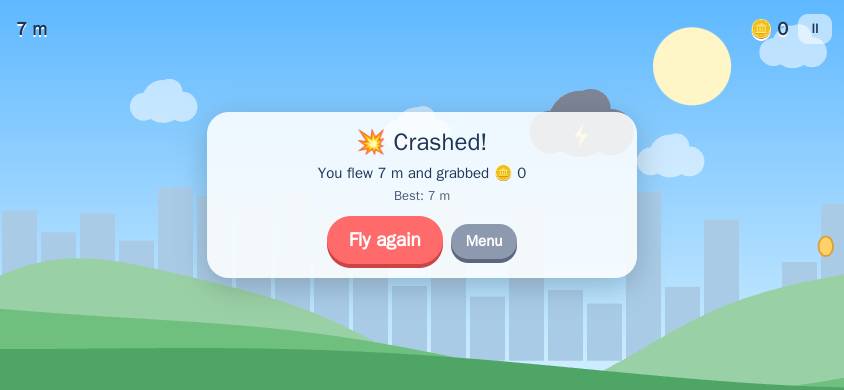 7 m
🪙 0
💥 Crashed!
You flew 7 m and grabbed 🪙 0
Best: 7 m
Fly again
Menu